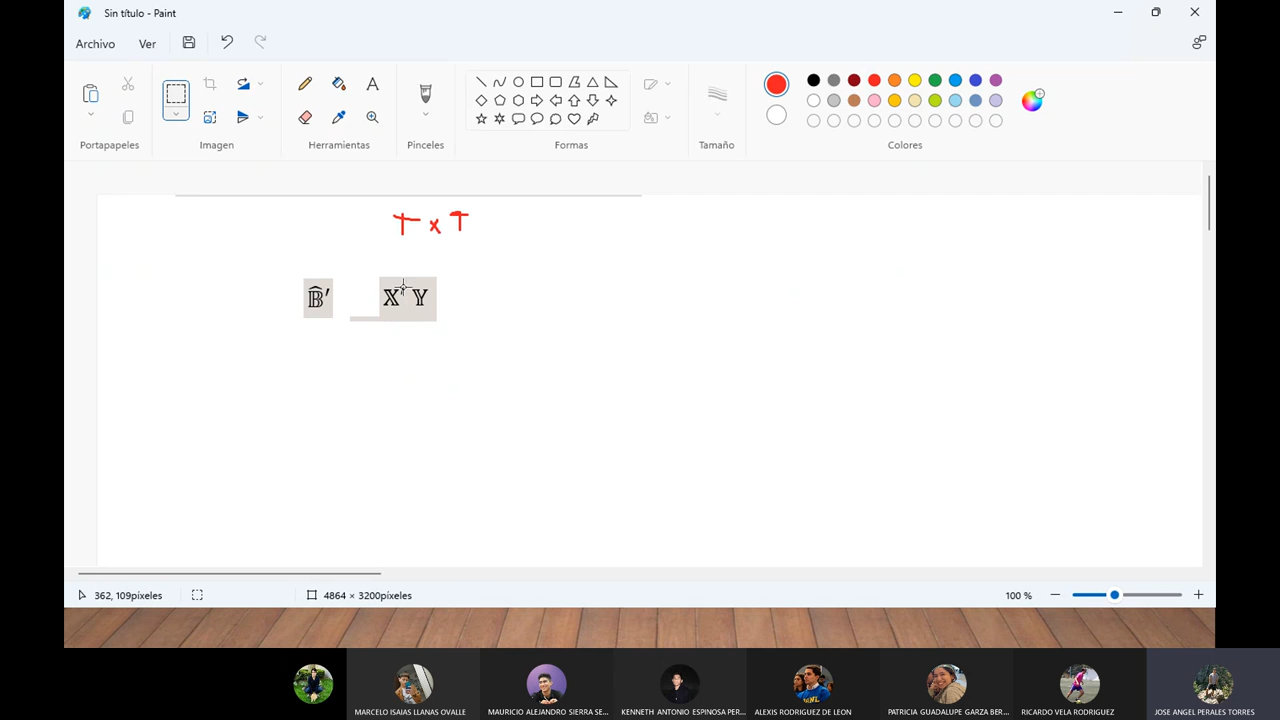 Sin título - Paint
Archivo Ver
Portapapeles Imagen Herramientas Pinceles Formas Tamaño Colores
T x T
𝔹̂′ 𝕏′𝕐
362, 109píxeles 4864 × 3200píxeles 100 %
MARCELO ISAIAS LLANAS OVALLE MAURICIO ALEJANDRO SIERRA SE... KENNETH ANTONIO ESPINOSA PER... ALEXIS RODRIGUEZ DE LEON PATRICIA GUADALUPE GARZA BER... RICARDO VELA RODRIGUEZ JOSE ANGEL PERALES TORRES